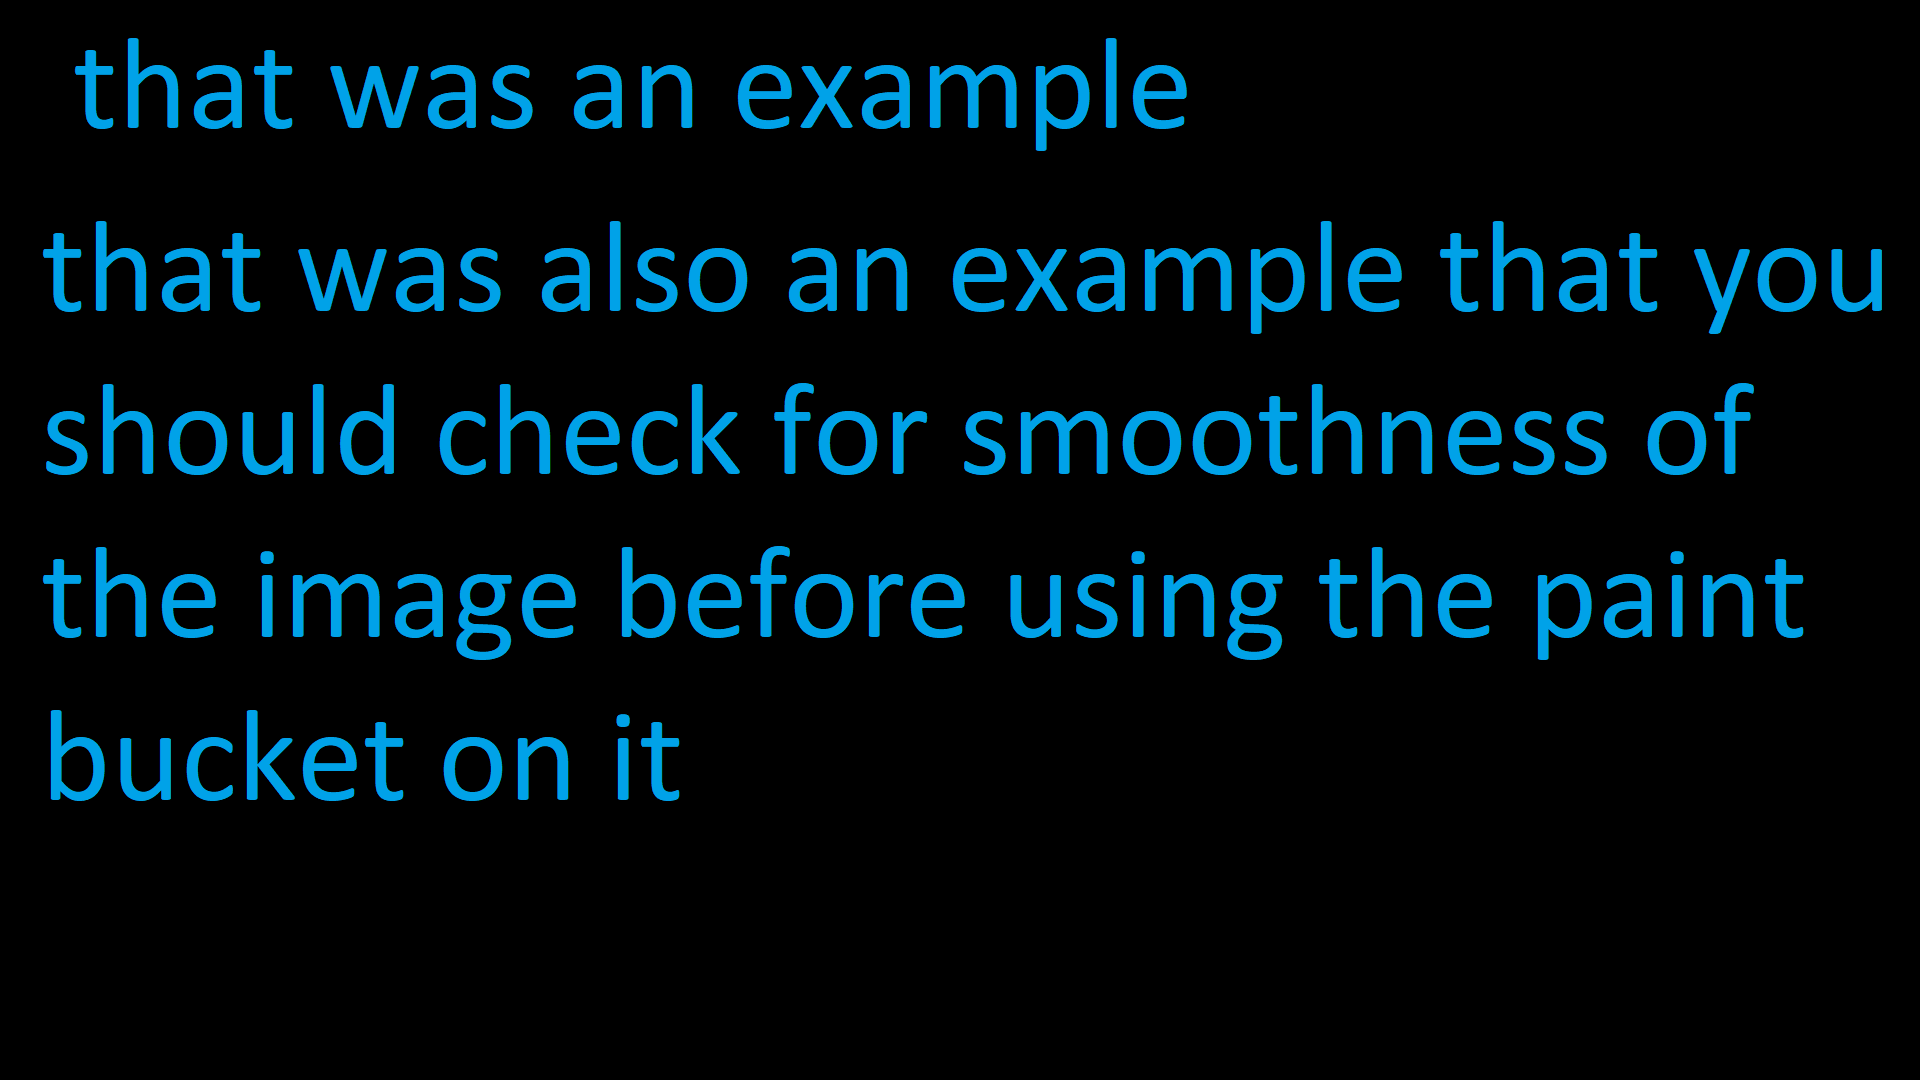 that was an example
that was also an example that you
should check for smoothness of
the image before using the paint
bucket on it